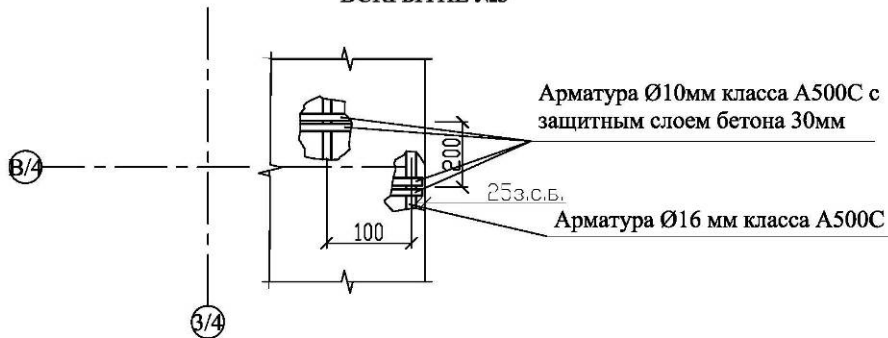 Арматура Ø10мм класса А500С с
защитным слоем бетона 30мм
В/4
200
25з.с.б.
Арматура Ø16 мм класса А500С
100
3/4